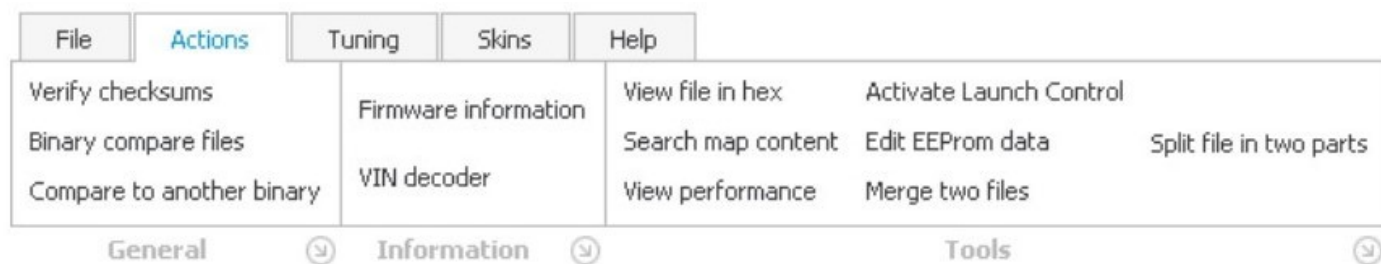 File Actions Tuning Skins Help
Verify checksums
Binary compare files
Compare to another binary
General
Firmware information
VIN decoder
Information
View file in hex
Search map content
View performance
Activate Launch Control
Edit EEProm data
Merge two files
Split file in two parts
Tools